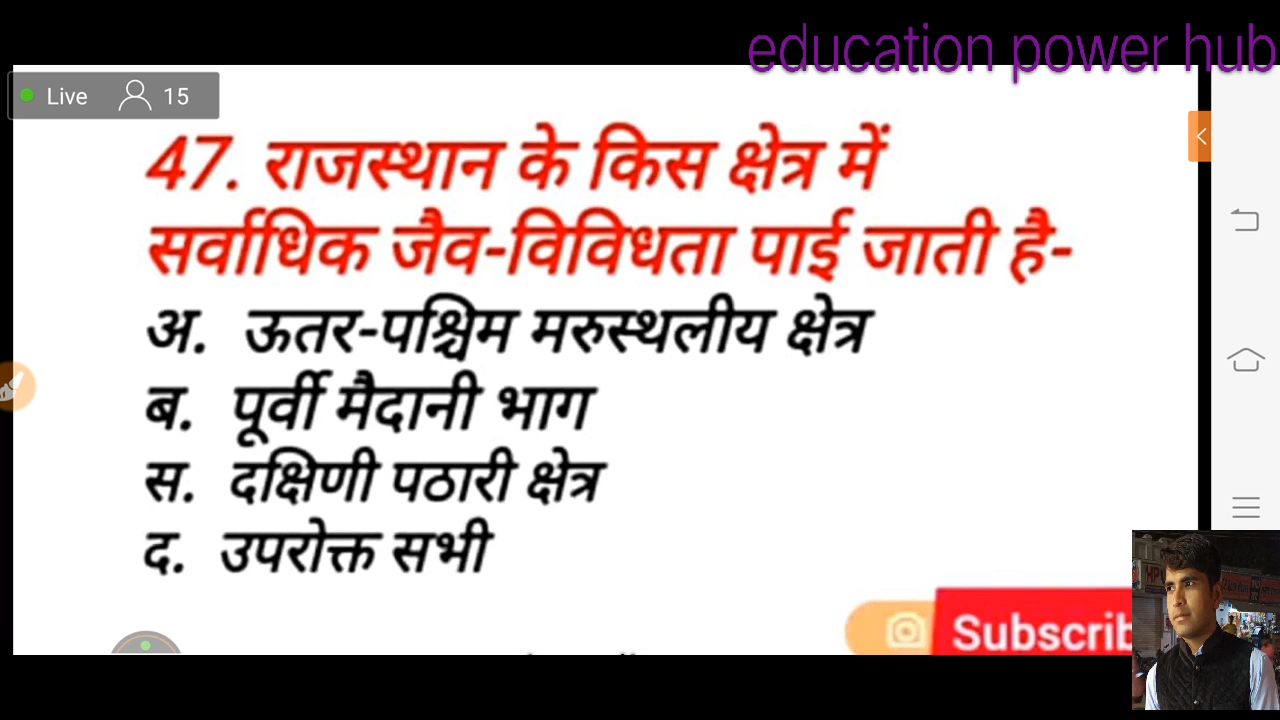 education power hub
Live 15
47. राजस्थान के किस क्षेत्र में
सर्वाधिक जैव-विविधता पाई जाती है-
अ. ऊतर-पश्चिम मरुस्थलीय क्षेत्र
ब. पूर्वी मैदानी भाग
स. दक्षिणी पठारी क्षेत्र
द. उपरोक्त सभी
Subscrib